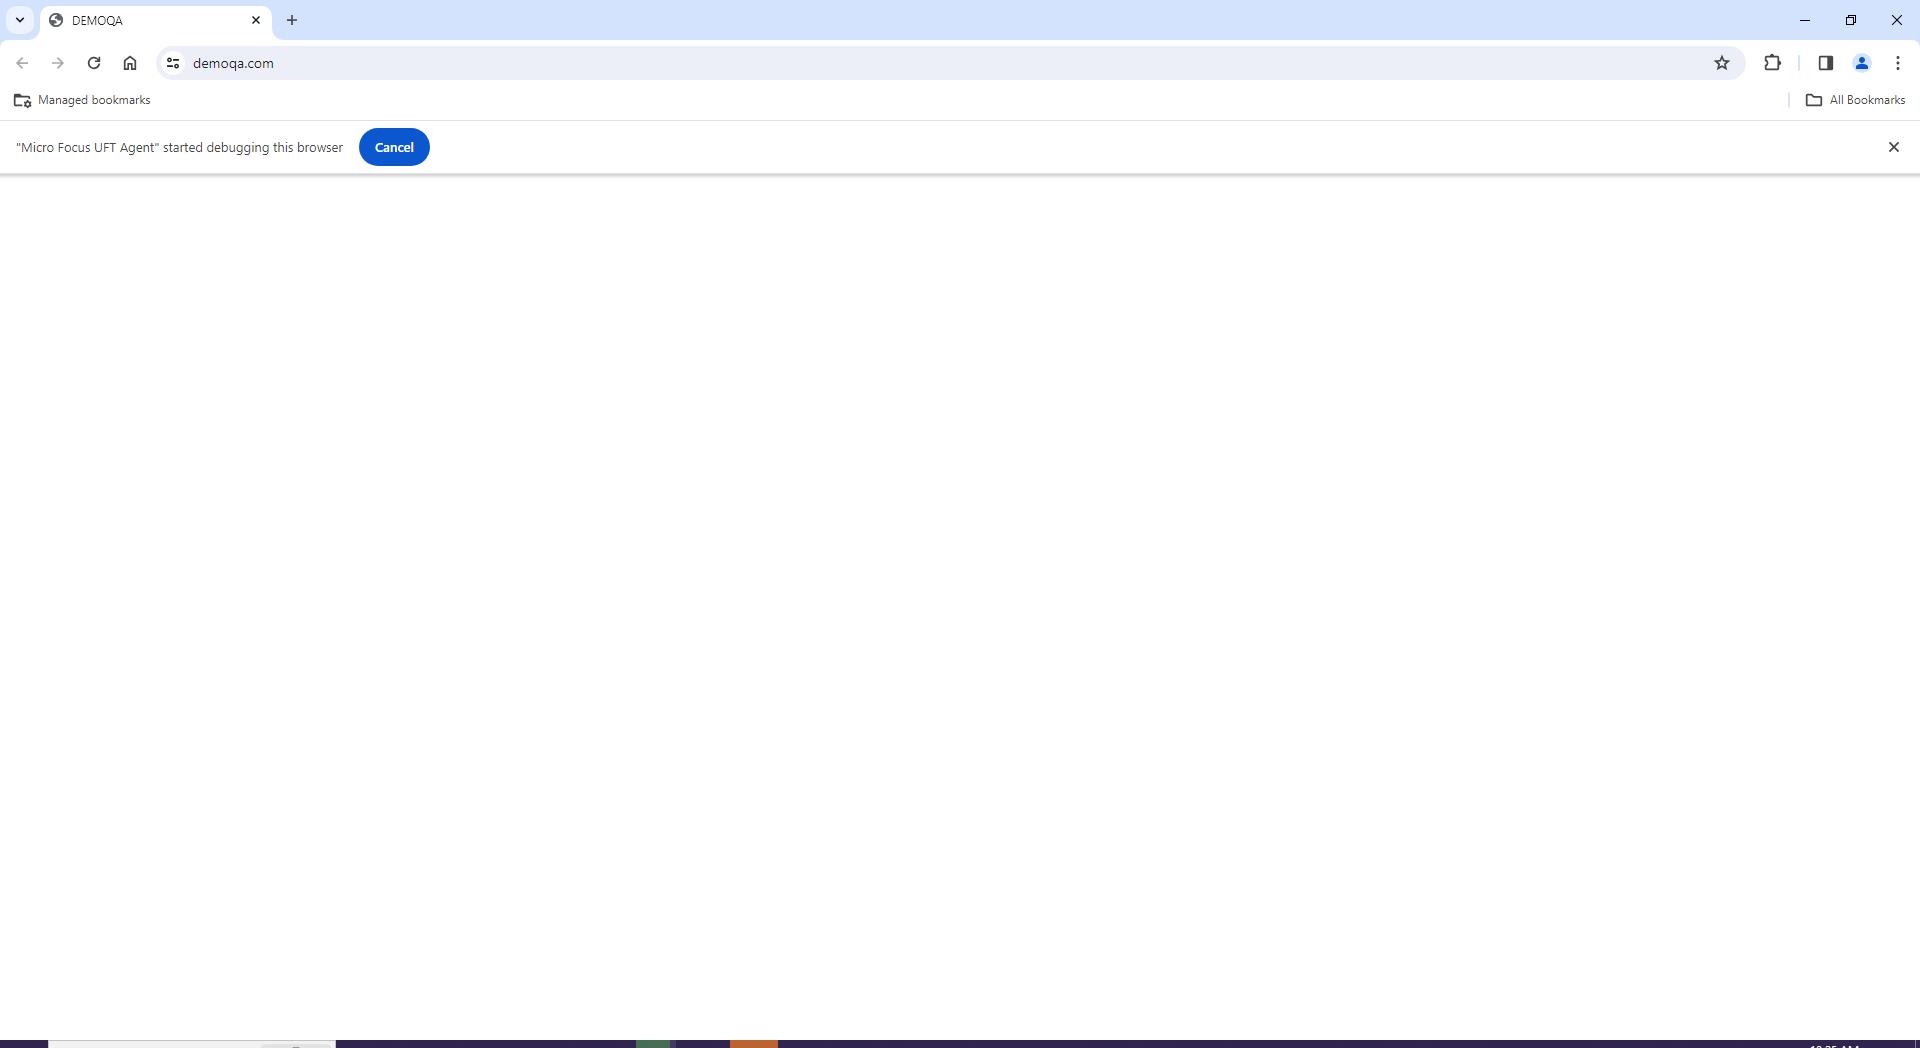 DEMOQA
demoqa.com
Managed bookmarks
All Bookmarks
"Micro Focus UFT Agent" started debugging this browser
Cancel